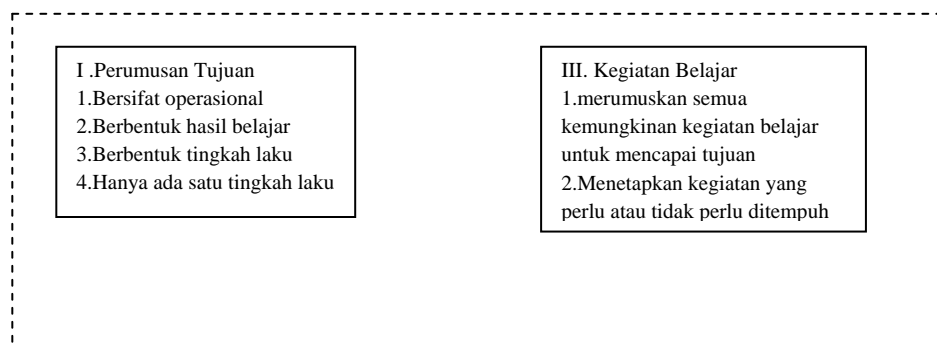 I .Perumusan Tujuan
1.Bersifat operasional
2.Berbentuk hasil belajar
3.Berbentuk tingkah laku
4.Hanya ada satu tingkah laku
III. Kegiatan Belajar
1.merumuskan semua
kemungkinan kegiatan belajar
untuk mencapai tujuan
2.Menetapkan kegiatan yang
perlu atau tidak perlu ditempuh